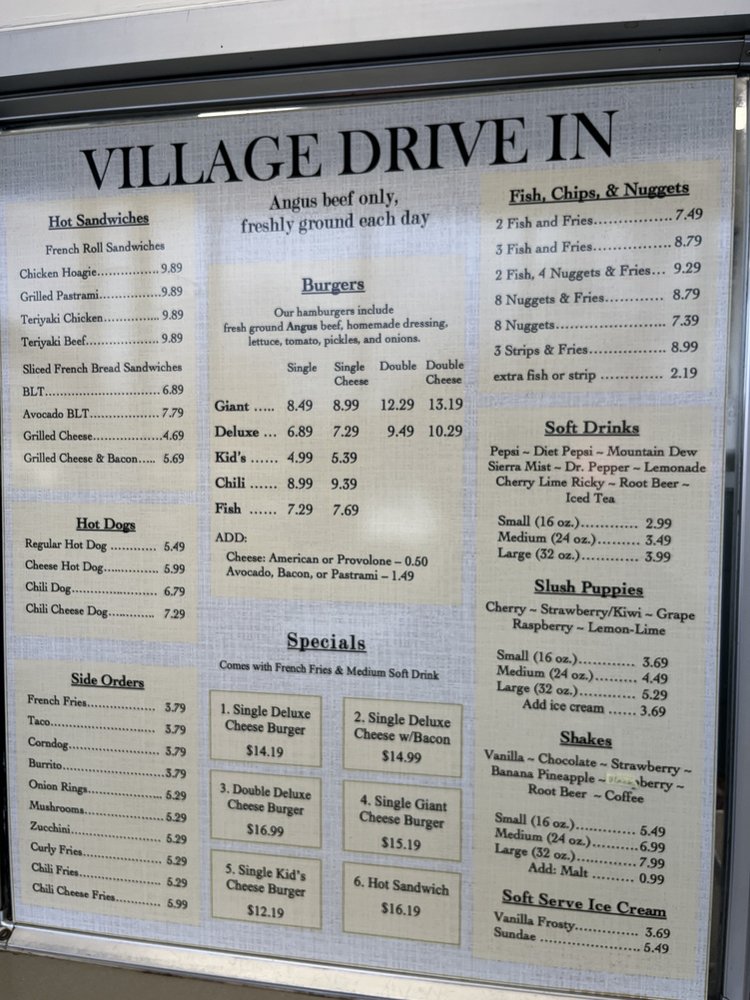 VILLAGE DRIVE IN
Angus beef only,
freshly ground each day
Hot Sandwiches
French Roll Sandwiches
Chicken Hoagie...............9.89
Grilled Pastrami...............9.89
Teriyaki Chicken..............9.89
Teriyaki Beef..................9.89
Sliced French Bread Sandwiches
BLT............................6.89
Avocado BLT.................7.79
Grilled Cheese.................4.69
Grilled Cheese & Bacon..... 5.69
Hot Dogs
Regular Hot Dog ............ 5.49
Cheese Hot Dog............. 5.99
Chili Dog..................... 6.79
Chili Cheese Dog............ 7.29
Side Orders
French Fries.................. 3.79
Taco.......................... 3.79
Corndog...................... 3.79
Burrito.........................3.79
Onion Rings.................. 5.29
Mushrooms................... 5.29
Zucchini...................... 5.29
Curly Fries................... 5.29
Chili Fries.................... 5.29
Chili Cheese Fries............ 5.99
Burgers
Our hamburgers include
fresh ground Angus beef, homemade dressing,
lettuce, tomato, pickles, and onions.
Single Single Cheese Double Double Cheese
Giant ..... 8.49 8.99 12.29 13.19
Deluxe ... 6.89 7.29 9.49 10.29
Kid's ...... 4.99 5.39
Chili ...... 8.99 9.39
Fish ...... 7.29 7.69
ADD:
Cheese: American or Provolone – 0.50
Avocado, Bacon, or Pastrami – 1.49
Specials
Comes with French Fries & Medium Soft Drink
1. Single Deluxe
Cheese Burger
$14.19
2. Single Deluxe
Cheese w/Bacon
$14.99
3. Double Deluxe
Cheese Burger
$16.99
4. Single Giant
Cheese Burger
$15.19
5. Single Kid's
Cheese Burger
$12.19
6. Hot Sandwich
$16.19
Fish, Chips, & Nuggets
2 Fish and Fries................7.49
3 Fish and Fries................8.79
2 Fish, 4 Nuggets & Fries... 9.29
8 Nuggets & Fries............ 8.79
8 Nuggets...................... 7.39
3 Strips & Fries................ 8.99
extra fish or strip ............. 2.19
Soft Drinks
Pepsi ~ Diet Pepsi ~ Mountain Dew
Sierra Mist ~ Dr. Pepper ~ Lemonade
Cherry Lime Ricky ~ Root Beer ~
Iced Tea
Small (16 oz.)............ 2.99
Medium (24 oz.)......... 3.49
Large (32 oz.)............ 3.99
Slush Puppies
Cherry ~ Strawberry/Kiwi ~ Grape
Raspberry ~ Lemon-Lime
Small (16 oz.)............ 3.69
Medium (24 oz.)......... 4.49
Large (32 oz.)............ 5.29
Add ice cream ...... 3.69
Shakes
Vanilla ~ Chocolate ~ Strawberry ~
Banana Pineapple ~ berry ~
Root Beer ~ Coffee
Small (16 oz.)............ 5.49
Medium (24 oz.).........6.99
Large (32 oz.)............ 7.99
Add: Malt ........... 0.99
Soft Serve Ice Cream
Vanilla Frosty............. 3.69
Sundae .................... 5.49